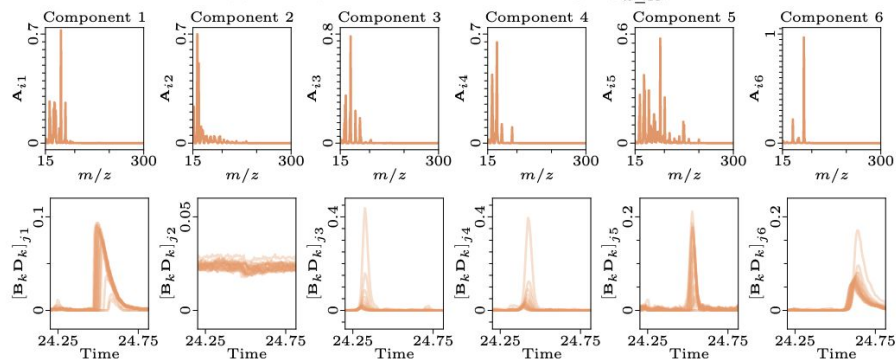 Component 1 Component 2 Component 3 Component 4 Component 5 Component 6
0.7 0.7 0.8 0.7 0.6 1
A_{i1} A_{i2} A_{i3} A_{i4} A_{i5} A_{i6}
0 0 0 0 0 0
15 300 15 300 15 300 15 300 15 300 15 300
m/z m/z m/z m/z m/z m/z
0.1 0.05 0.4 0.4 0.2 0.2
[B_k D_k]_{j1} [B_k D_k]_{j2} [B_k D_k]_{j3} [B_k D_k]_{j4} [B_k D_k]_{j5} [B_k D_k]_{j6}
0 0 0 0 0 0
24.25 24.75 24.25 24.75 24.25 24.75 24.25 24.75 24.25 24.75 24.25 24.75
Time Time Time Time Time Time